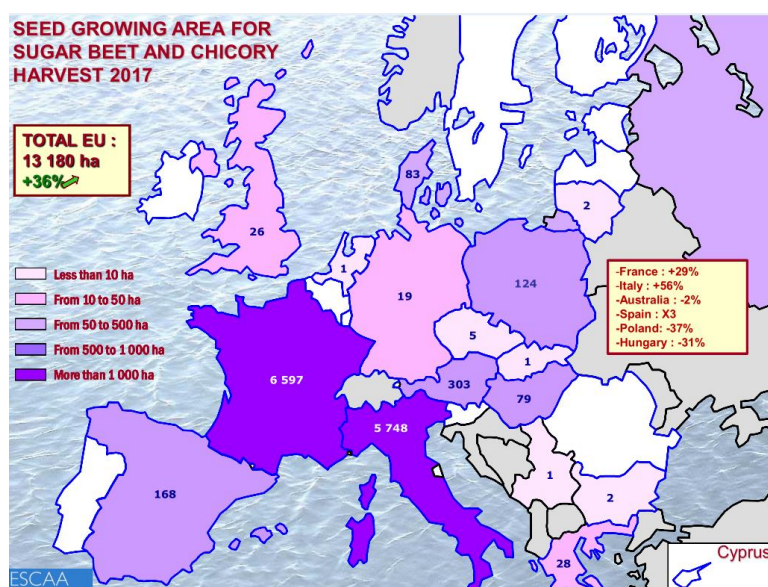 SEED GROWING AREA FOR
SUGAR BEET AND CHICORY
HARVEST 2017
TOTAL EU :
13 180 ha
+36%
83
2
26
1
124
Less than 10 ha
From 10 to 50 ha
From 50 to 500 ha
From 500 to 1 000 ha
More than 1 000 ha
19
-France : +29%
-Italy : +56%
-Australia : -2%
-Spain : X3
-Poland : -37%
-Hungary : -31%
5
1
6 597
303
79
5 748
168
1
2
28
Cyprus
ESCAA